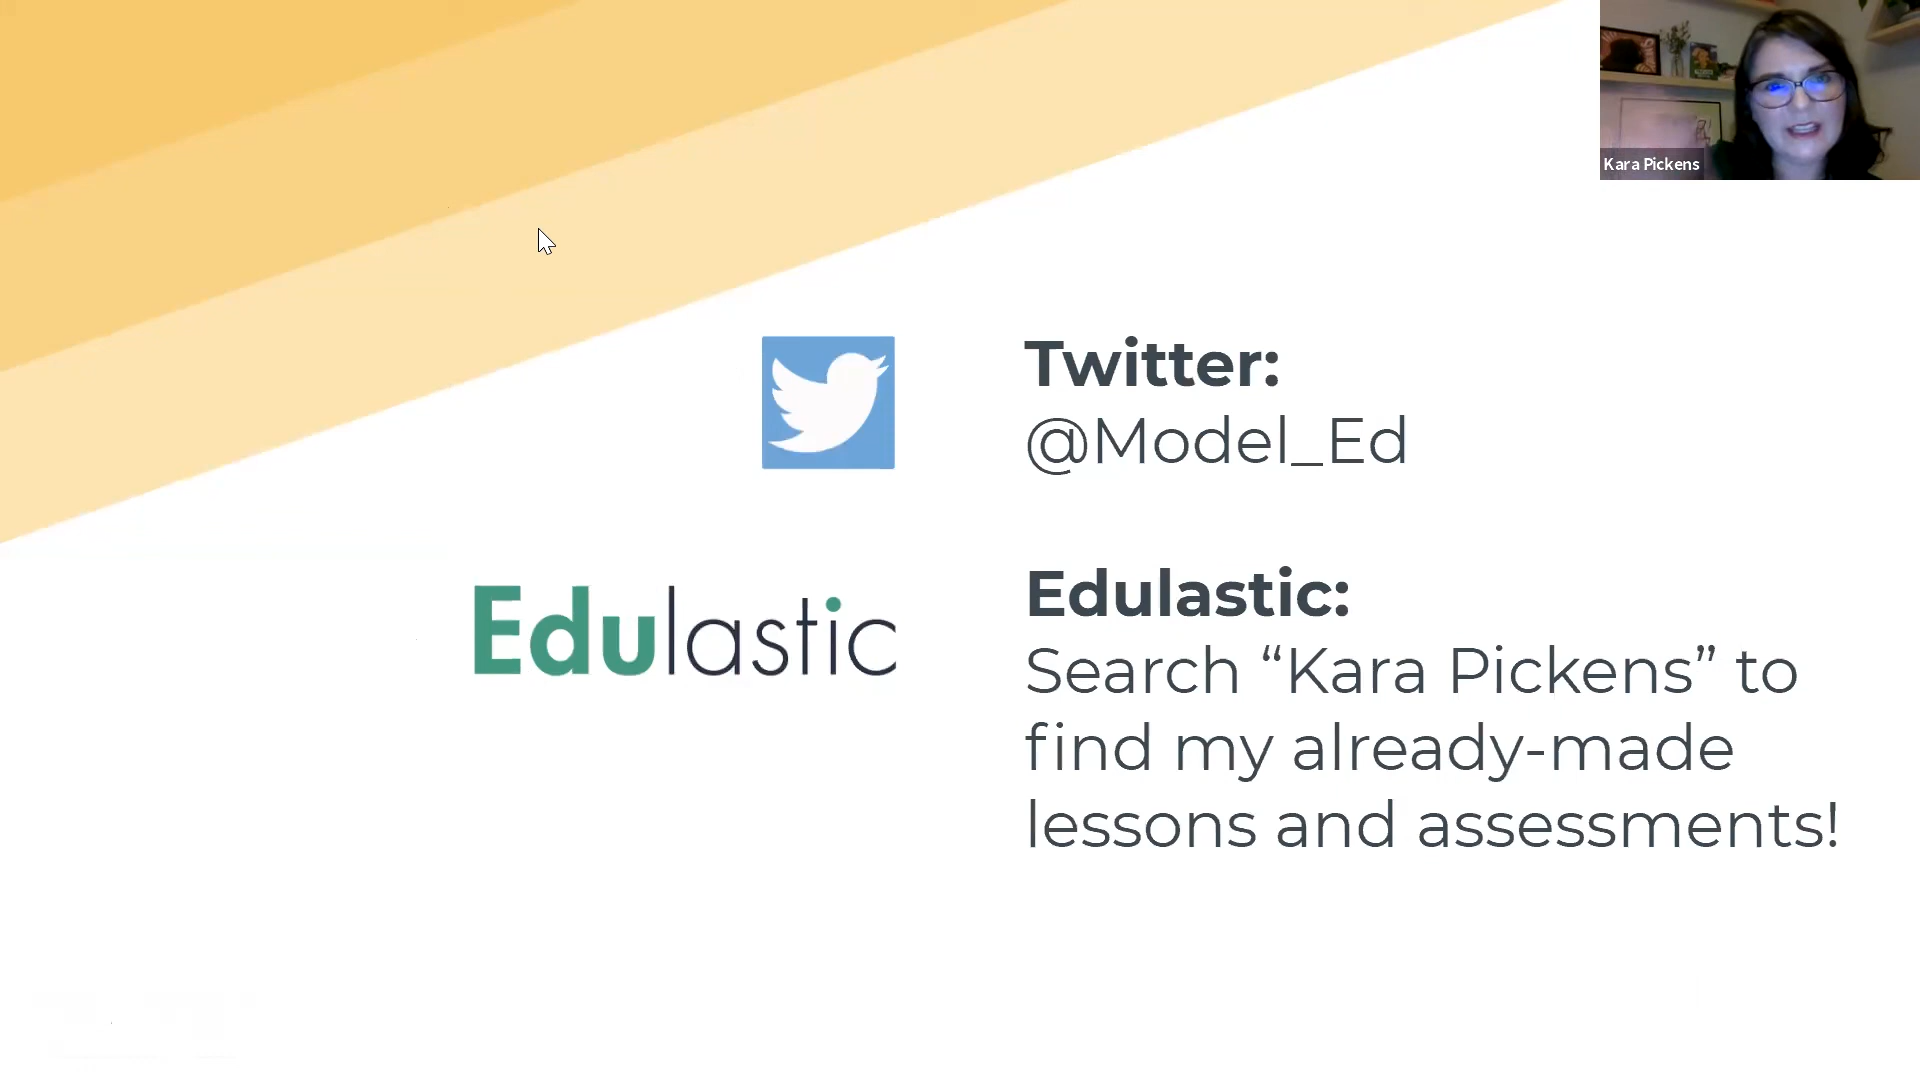 Kara Pickens
Twitter:
@Model_Ed
Edulastic
Edulastic:
Search “Kara Pickens” to
find my already-made
lessons and assessments!